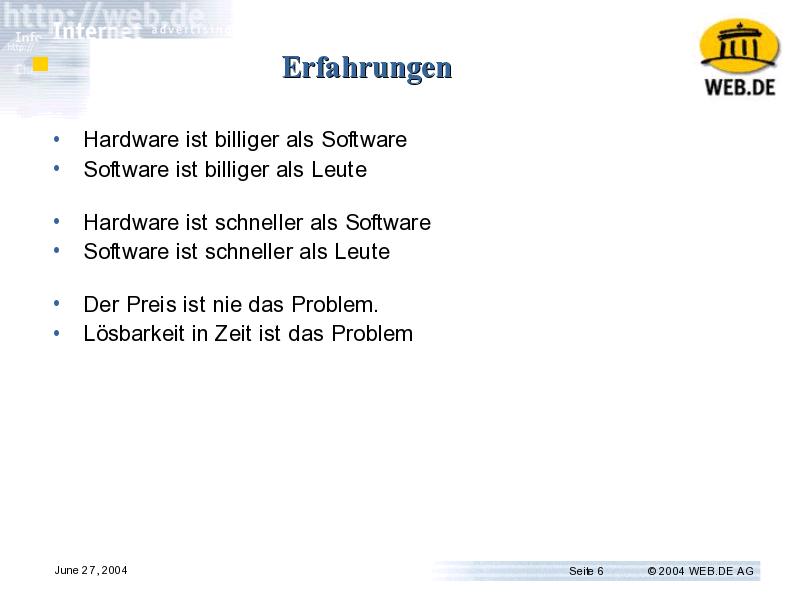 http://web.de
Internet advertising
Info
http://
Erfahrungen
WEB.DE
• Hardware ist billiger als Software
• Software ist billiger als Leute
• Hardware ist schneller als Software
• Software ist schneller als Leute
• Der Preis ist nie das Problem.
• Lösbarkeit in Zeit ist das Problem
June 27, 2004
Seite 6
© 2004 WEB.DE AG